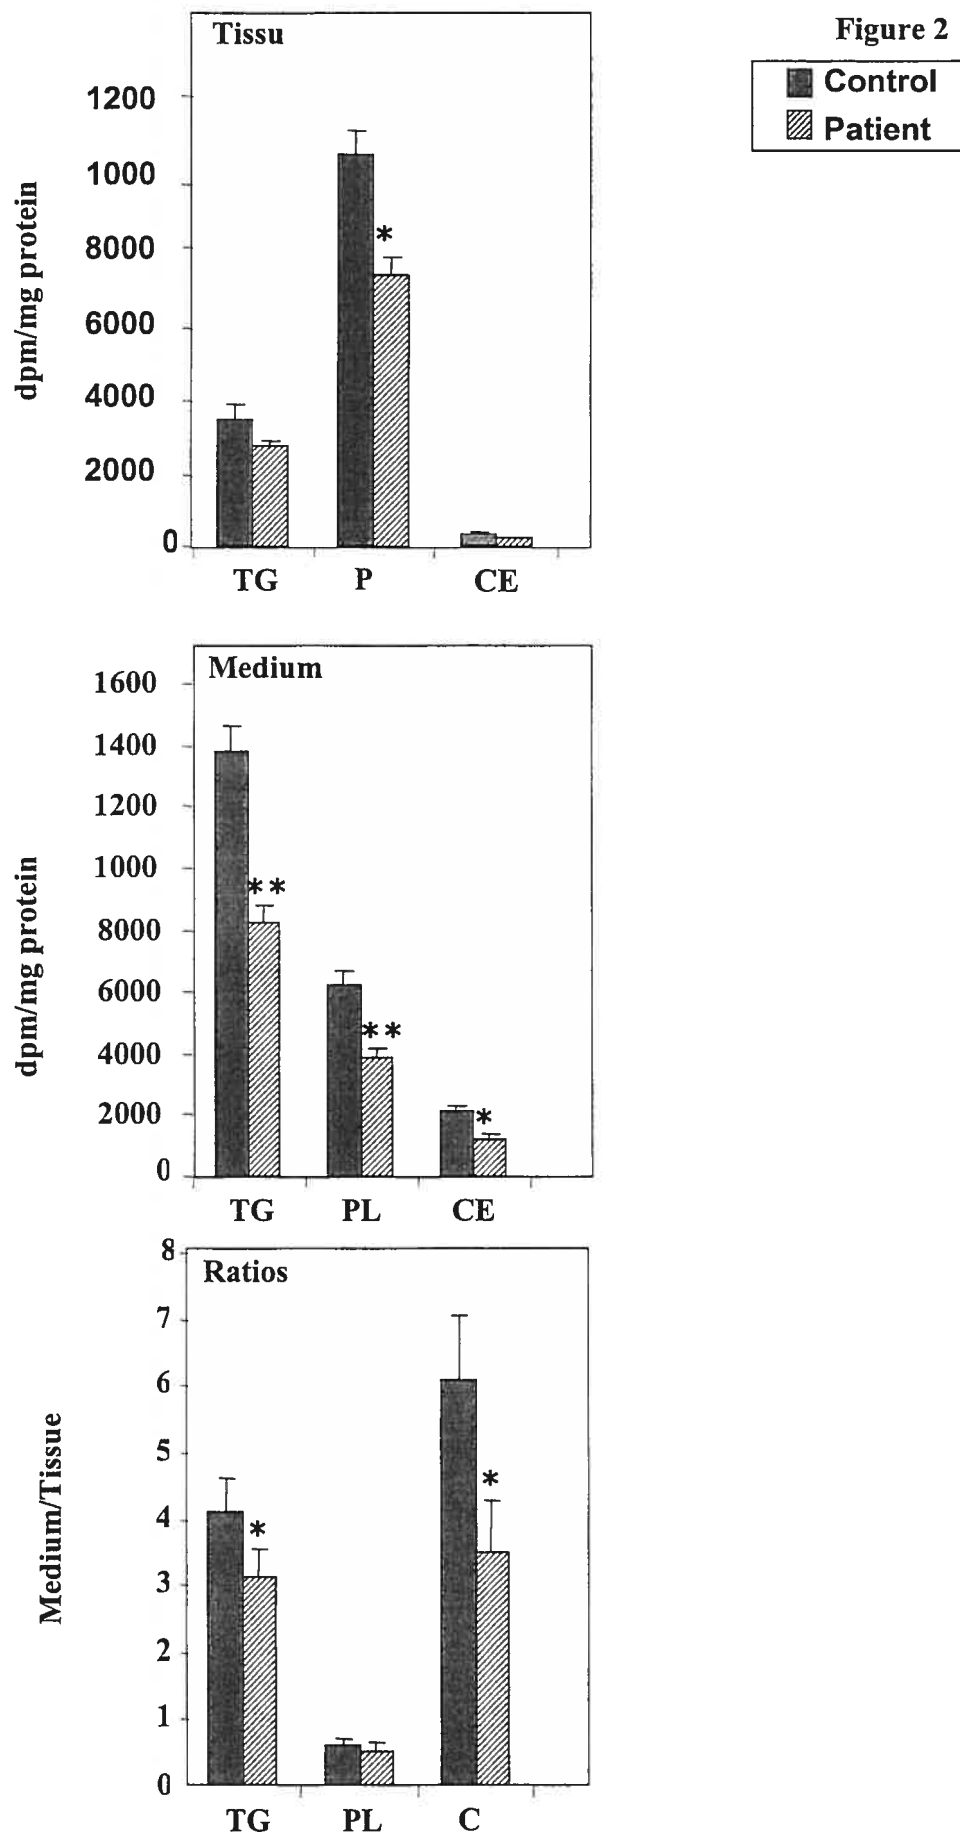 Figure 2
Control
Patient
Tissu
dpm/mg protein
1200
1000
8000
6000
4000
2000
0
TG P CE
*
Medium
dpm/mg protein
1600
1400
1200
1000
8000
6000
4000
2000
0
**
**
*
TG PL CE
Ratios
Medium/Tissue
8
7
6
5
4
3
2
1
0
*
*
TG PL C